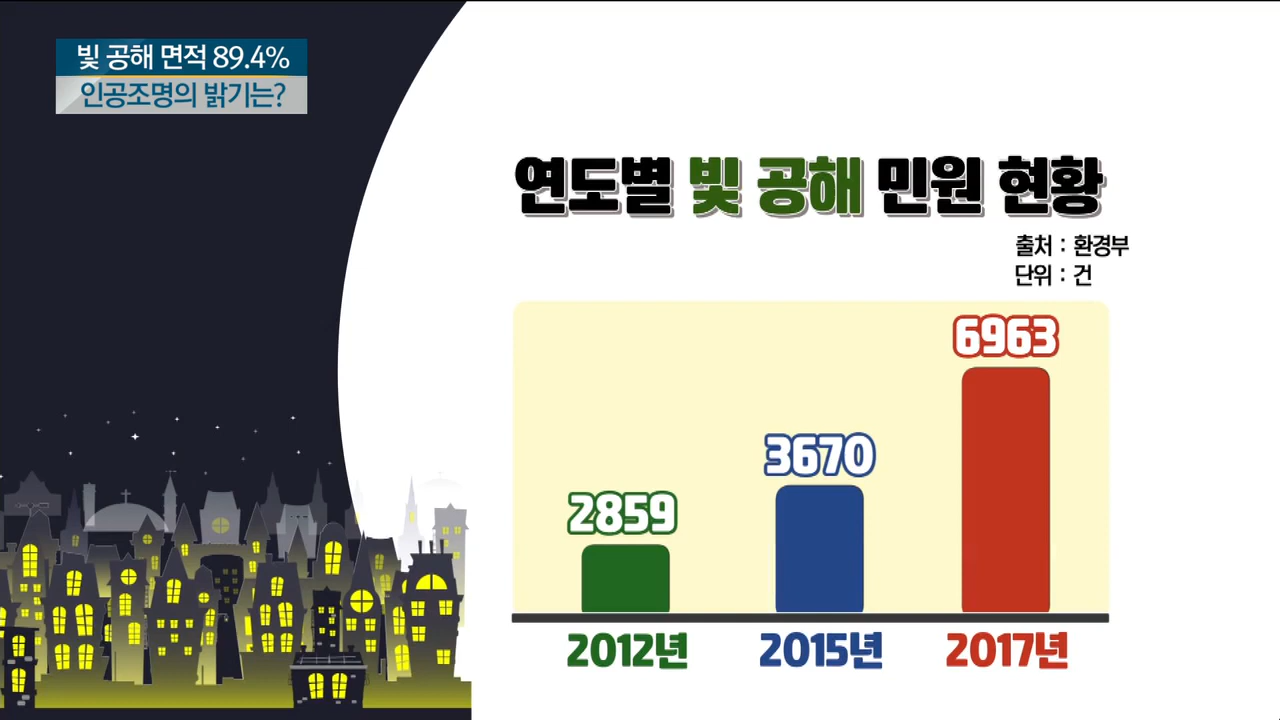 빛 공해 면적 89.4%
인공조명의 밝기는?
연도별 빛 공해 민원 현황
출처 : 환경부
단위 : 건
6963
3670
2859
2012년 2015년 2017년